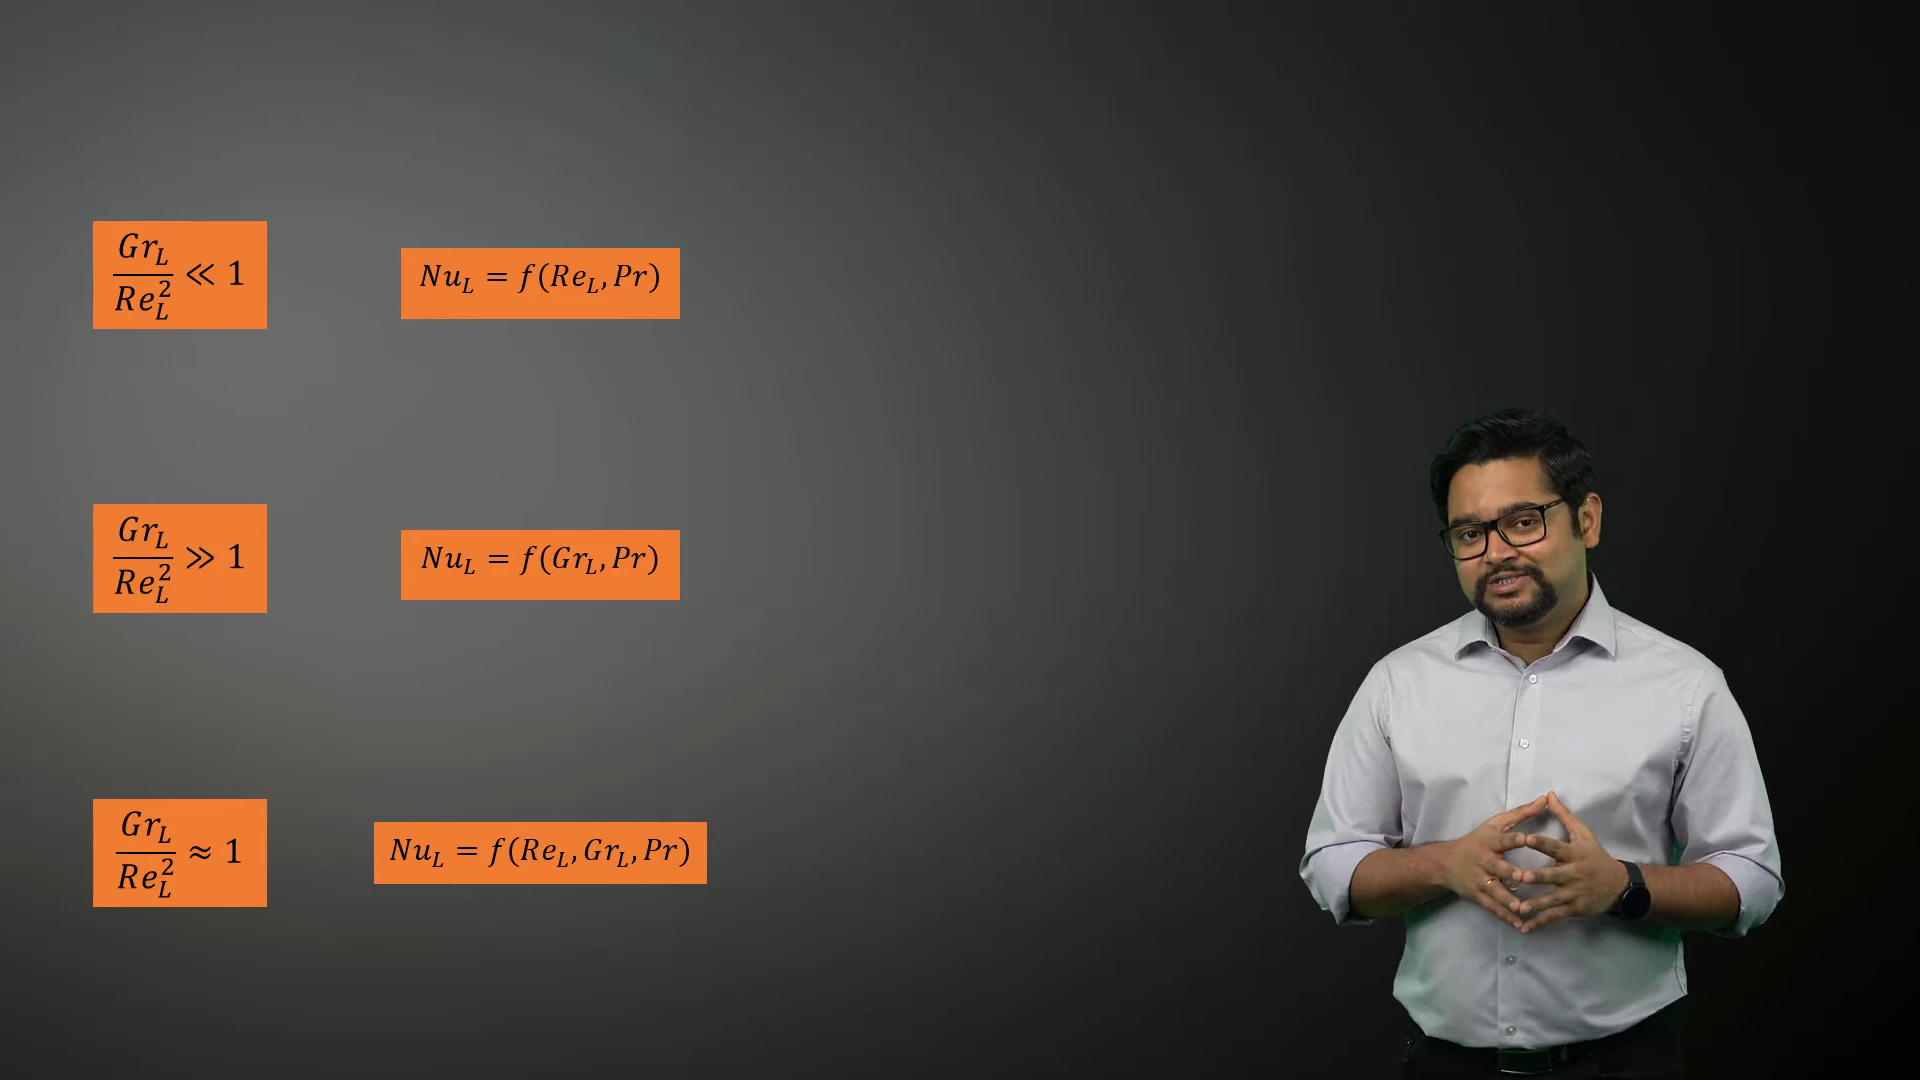 Gr_L / Re_L^2 ≪ 1
Nu_L = f(Re_L, Pr)
Gr_L / Re_L^2 ≫ 1
Nu_L = f(Gr_L, Pr)
Gr_L / Re_L^2 ≈ 1
Nu_L = f(Re_L, Gr_L, Pr)